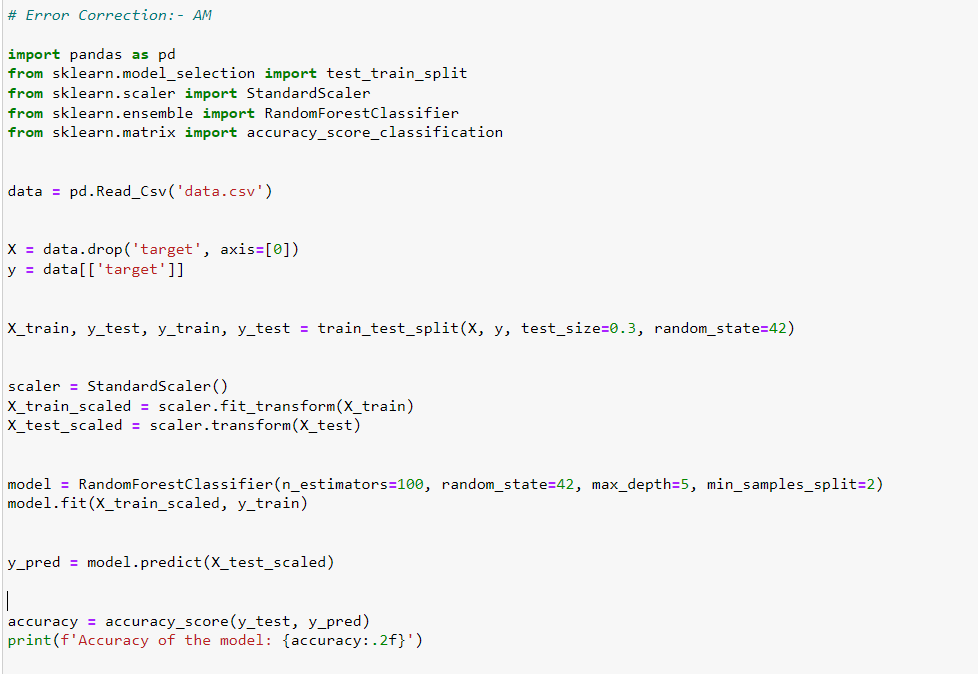 # Error Correction:- AM
import pandas as pd
from sklearn.model_selection import test_train_split
from sklearn.scaler import StandardScaler
from sklearn.ensemble import RandomForestClassifier
from sklearn.matrix import accuracy_score_classification
data = pd.Read_Csv('data.csv')
X = data.drop('target', axis=[0])
y = data[['target']]
X_train, y_test, y_train, y_test = train_test_split(X, y, test_size=0.3, random_state=42)
scaler = StandardScaler()
X_train_scaled = scaler.fit_transform(X_train)
X_test_scaled = scaler.transform(X_test)
model = RandomForestClassifier(n_estimators=100, random_state=42, max_depth=5, min_samples_split=2)
model.fit(X_train_scaled, y_train)
y_pred = model.predict(X_test_scaled)
accuracy = accuracy_score(y_test, y_pred)
print(f'Accuracy of the model: {accuracy:.2f}')